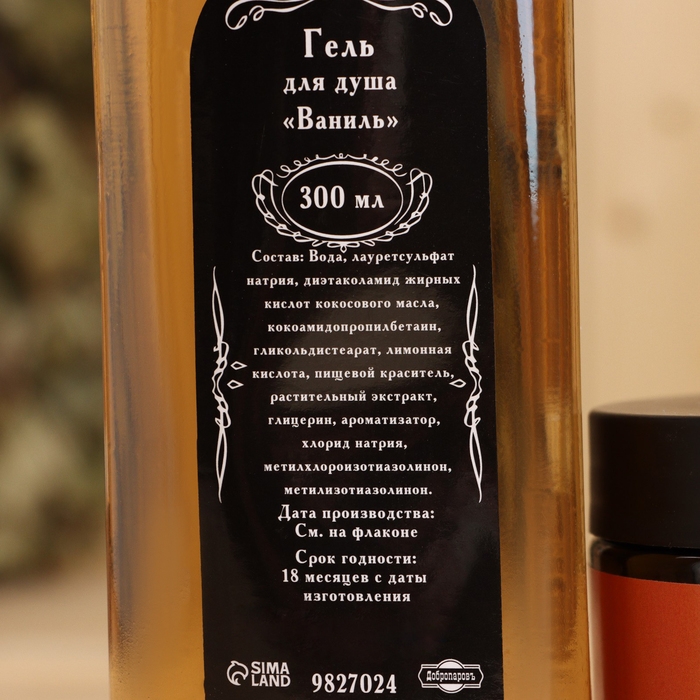 Гель
для душа
«Ваниль»
300 мл
Состав: Вода, лауретсульфат
натрия, диэтаколамид жирных
кислот кокосового масла,
кокоамидопропилбетаин,
гликольдистеарат, лимонная
кислота, пищевой краситель,
растительный экстракт,
глицерин, ароматизатор,
хлорид натрия,
метилхлороизотиазолинон,
метилизотиазолинон.
Дата производства:
См. на флаконе
Срок годности:
18 месяцев с даты
изготовления
SIMA
LAND
9827024
Добропаровъ